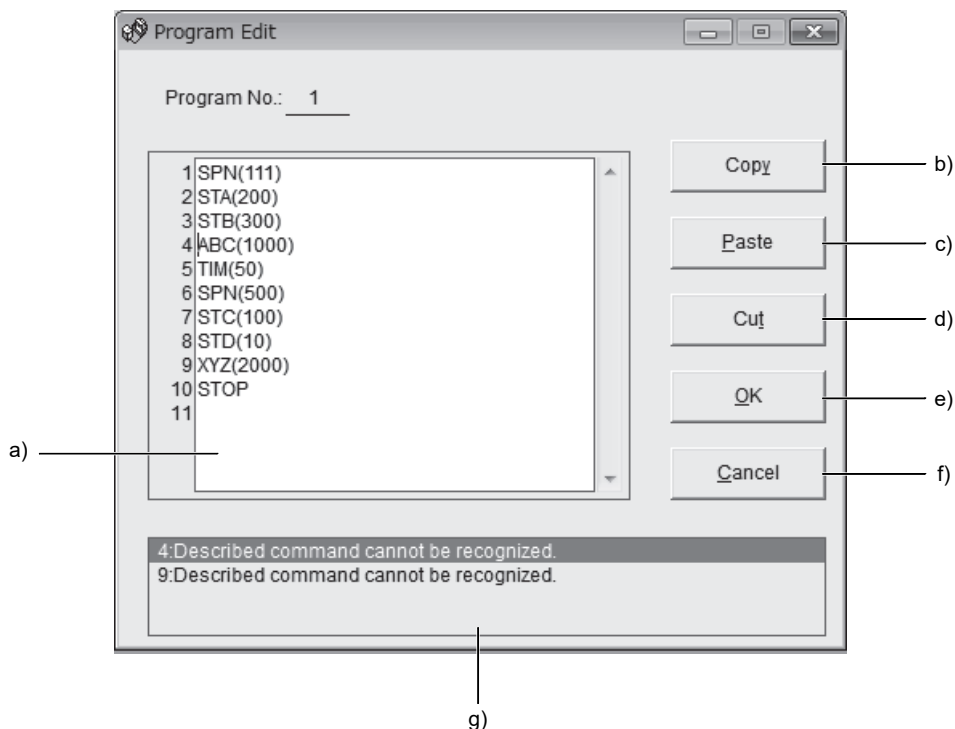 Program Edit
Program No.: 1
1 SPN(111)
2 STA(200)
3 STB(300)
4 ABC(1000)
5 TIM(50)
6 SPN(500)
7 STC(100)
8 STD(10)
9 XYZ(2000)
10 STOP
11
Copy
Paste
Cut
OK
Cancel
a)
b)
c)
d)
e)
f)
4:Described command cannot be recognized.
9:Described command cannot be recognized.
g)